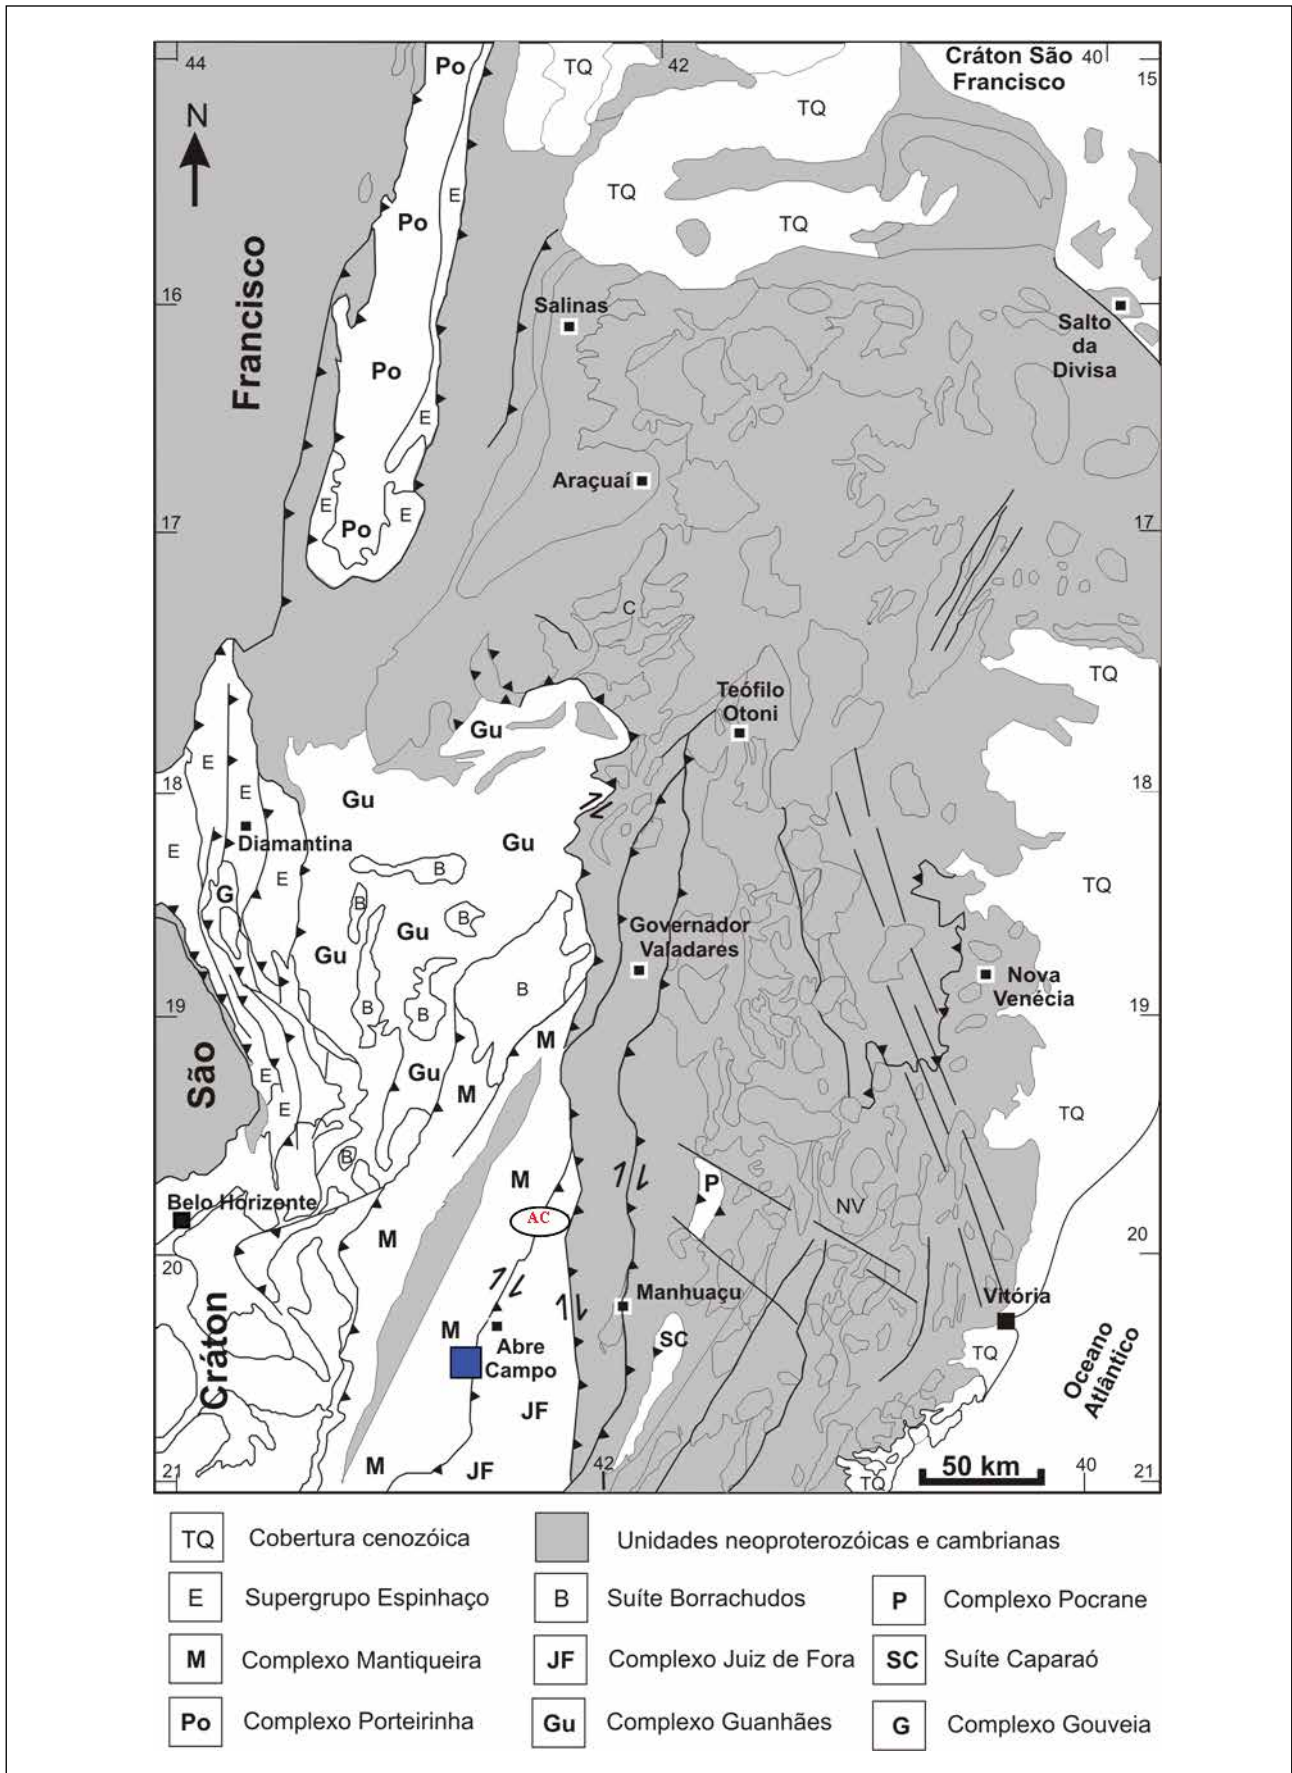 44
Po
TQ
42
Cráton São
Francisco
40
15
N
TQ
E
TQ
Po
TQ
Francisco
16
Salinas
Salto
da
Divisa
Po
E
Araçuaí
E
E
Po
17
17
C
TQ
Teófilo
Otoni
Gu
E
18
18
E
Gu
Diamantina
Gu
E
B
E
TQ
G
B
B
Gu
Governador
Valadares
Gu
B
Nova
Venécia
B
B
19
19
M
São
E
Gu
M
E
TQ
B
M
P
Belo Horizonte
NV
AC
M
20
20
Manhuaçu
Vitória
Cráton
M
Abre
Campo
SC
TQ
Oceano
Atlântico
JF
M
JF
21
42
TQ
50 km
40
21
TQ Cobertura cenozóica
Unidades neoproterozóicas e cambrianas
E Supergrupo Espinhaço
B Suíte Borrachudos
P Complexo Pocrane
M Complexo Mantiqueira
JF Complexo Juiz de Fora
SC Suíte Caparaó
Po Complexo Porteirinha
Gu Complexo Guanhães
G Complexo Gouveia